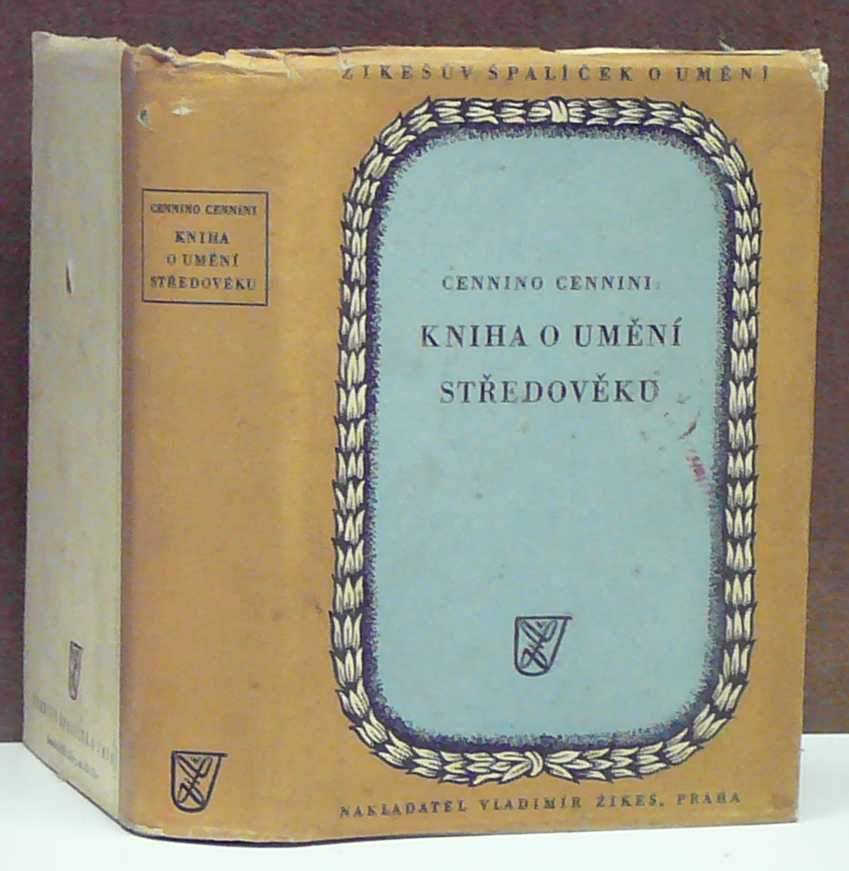 ŽIKEŠŮV ŠPALÍČEK O UMĚNÍ
CENNINO CENNINI:
KNIHA O UMĚNÍ
STŘEDOVĚKU
NAKLADATEL VLADIMÍR ŽIKEŠ, PRAHA
CENNINO CENNINI
KNIHA
O UMĚNÍ
STŘEDOVĚKU